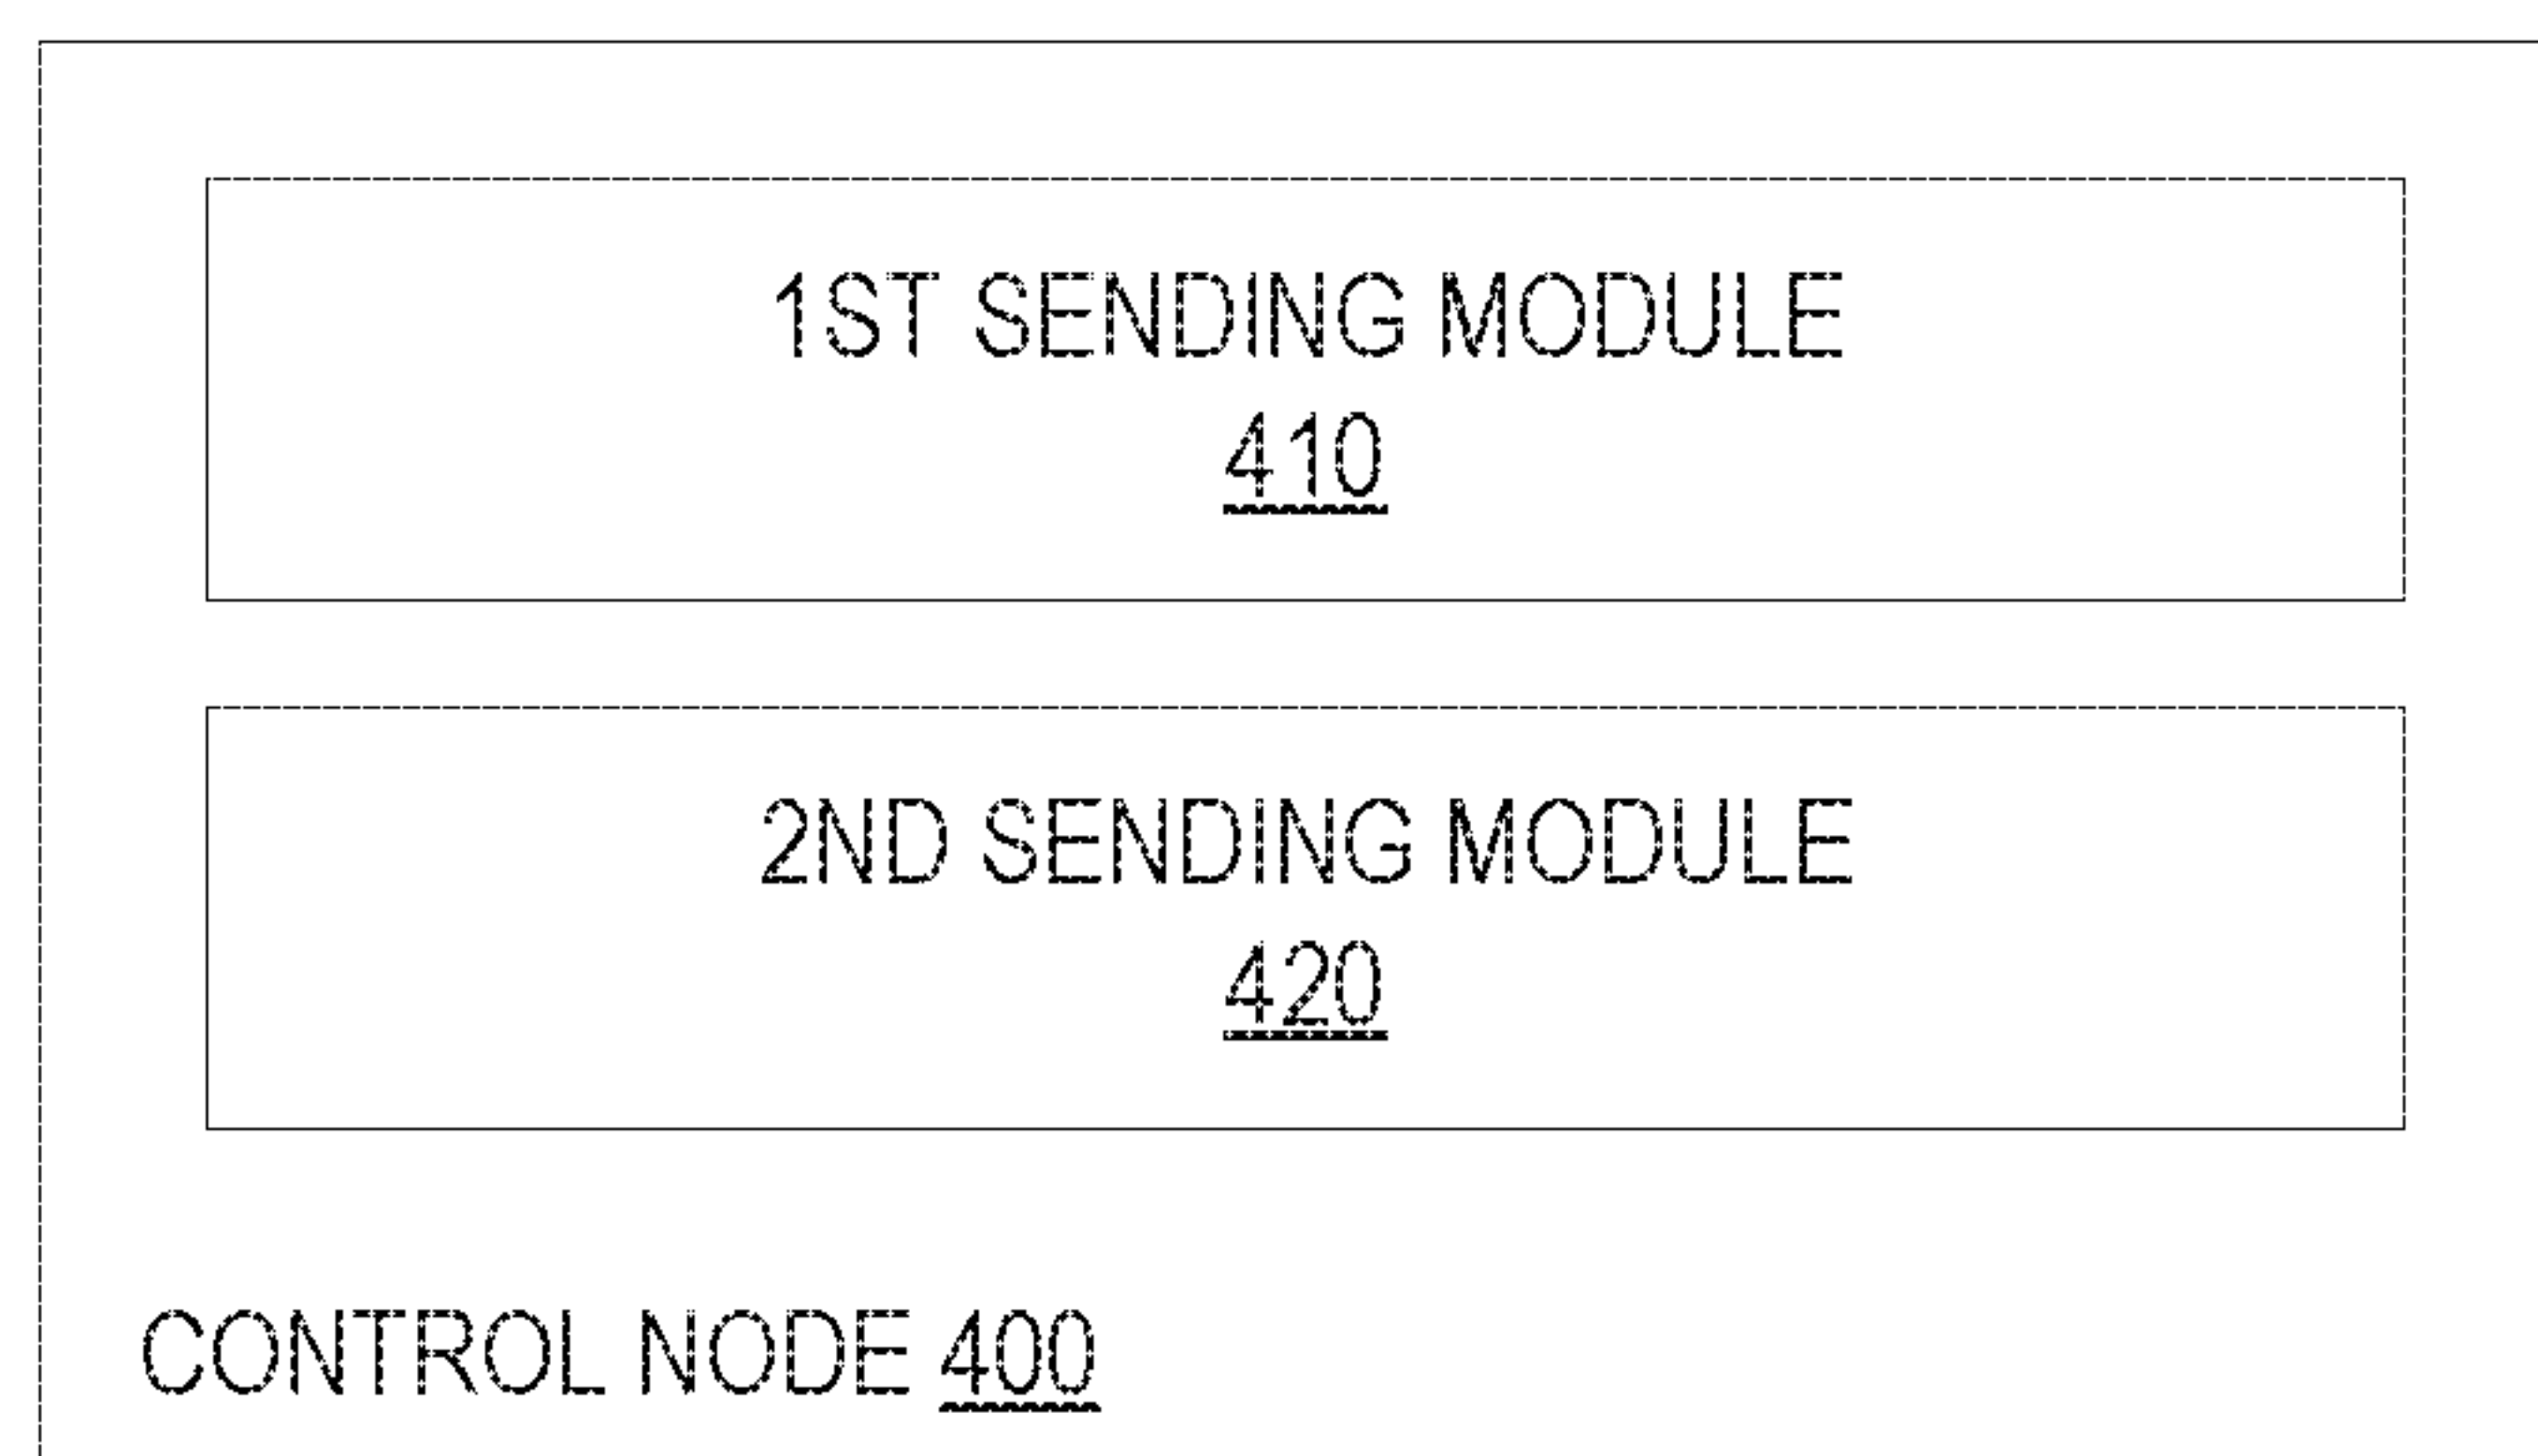 1ST SENDING MODULE
410
2ND SENDING MODULE
420
CONTROL NODE 400